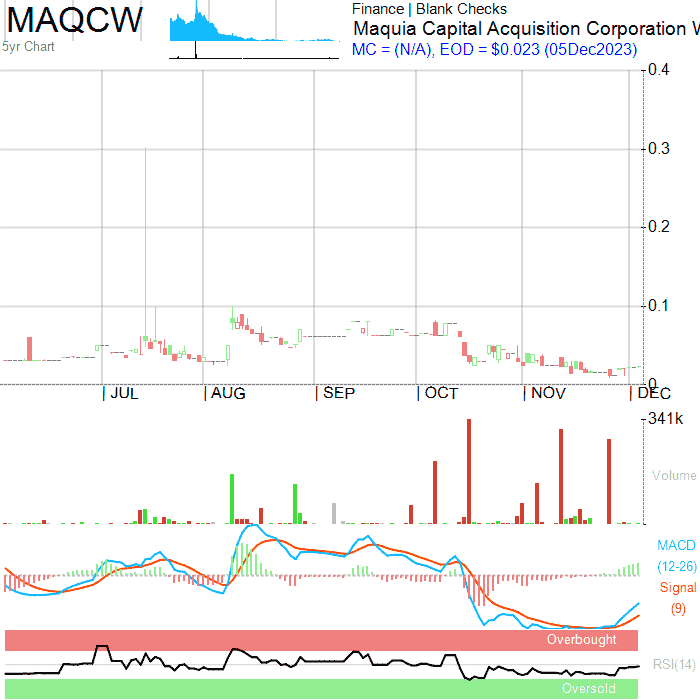 MAQCW
5yr Chart
Finance | Blank Checks
Maquia Capital Acquisition Corporation W
MC = (N/A), EOD = $0.023 (05Dec2023)
0.4
0.3
0.2
0.1
0
JUL AUG SEP OCT NOV DEC
341k
Volume
MACD
(12-26)
Signal
(9)
Overbought
RSI(14)
Oversold